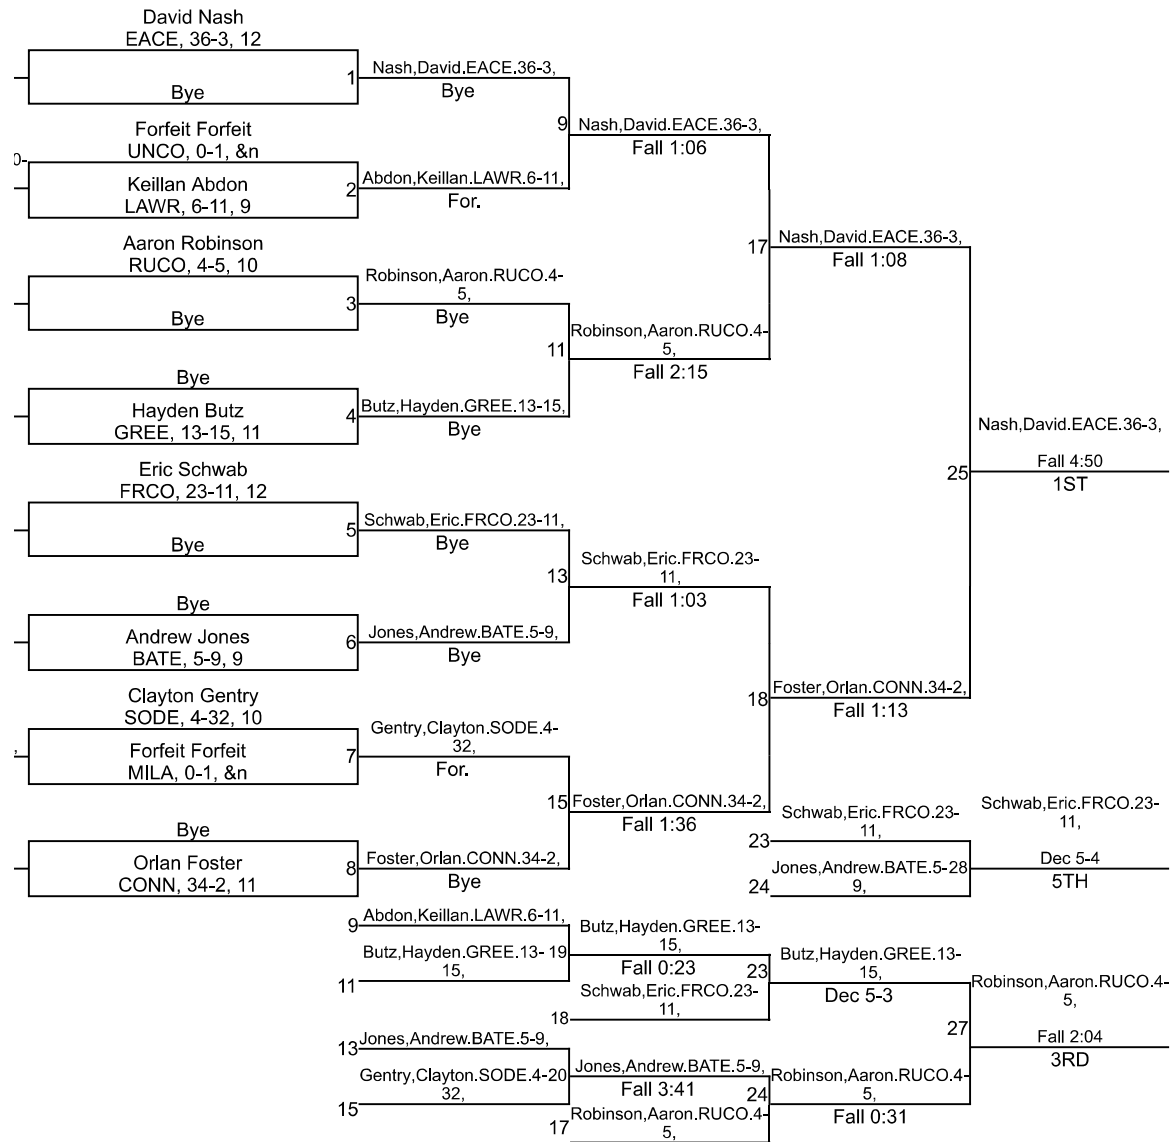 David Nash
EACE, 36-3, 12
1
Bye
Nash,David.EACE.36-3,
Bye
Forfeit Forfeit
UNCO, 0-1, &n
0-
Keillan Abdon
LAWR, 6-11, 9
2
Abdon,Keillan.LAWR.6-11,
For.
9
Nash,David.EACE.36-3,
Fall 1:06
Aaron Robinson
RUCO, 4-5, 10
3
Bye
Robinson,Aaron.RUCO.4-
5,
Bye
Bye
Hayden Butz
GREE, 13-15, 11
4
Butz,Hayden.GREE.13-15,
Bye
11
Robinson,Aaron.RUCO.4-
5,
Fall 2:15
17
Nash,David.EACE.36-3,
Fall 1:08
Eric Schwab
FRCO, 23-11, 12
5
Bye
Schwab,Eric.FRCO.23-11,
Bye
Bye
Andrew Jones
BATE, 5-9, 9
6
Jones,Andrew.BATE.5-9,
Bye
13
Schwab,Eric.FRCO.23-
11,
Fall 1:03
Clayton Gentry
SODE, 4-32, 10
,
Forfeit Forfeit
MILA, 0-1, &n
7
Gentry,Clayton.SODE.4-
32,
For.
Bye
Orlan Foster
CONN, 34-2, 11
8
Foster,Orlan.CONN.34-2,
Bye
15
Foster,Orlan.CONN.34-2,
Fall 1:36
18
Foster,Orlan.CONN.34-2,
Fall 1:13
25
Nash,David.EACE.36-3,
Fall 4:50
1ST
23
Schwab,Eric.FRCO.23-
11,
24
Jones,Andrew.BATE.5-28
9,
Schwab,Eric.FRCO.23-
11,
Dec 5-4
5TH
9
Abdon,Keillan.LAWR.6-11,
11
Butz,Hayden.GREE.13- 19
15,
Butz,Hayden.GREE.13-
15,
Fall 0:23
18
Schwab,Eric.FRCO.23-
11,
23
Butz,Hayden.GREE.13-
15,
Dec 5-3
13
Jones,Andrew.BATE.5-9,
15
Gentry,Clayton.SODE.4-20
32,
Jones,Andrew.BATE.5-9,
Fall 3:41
17
Robinson,Aaron.RUCO.4-
5,
24
Robinson,Aaron.RUCO.4-
5,
Fall 0:31
27
Robinson,Aaron.RUCO.4-
5,
Fall 2:04
3RD